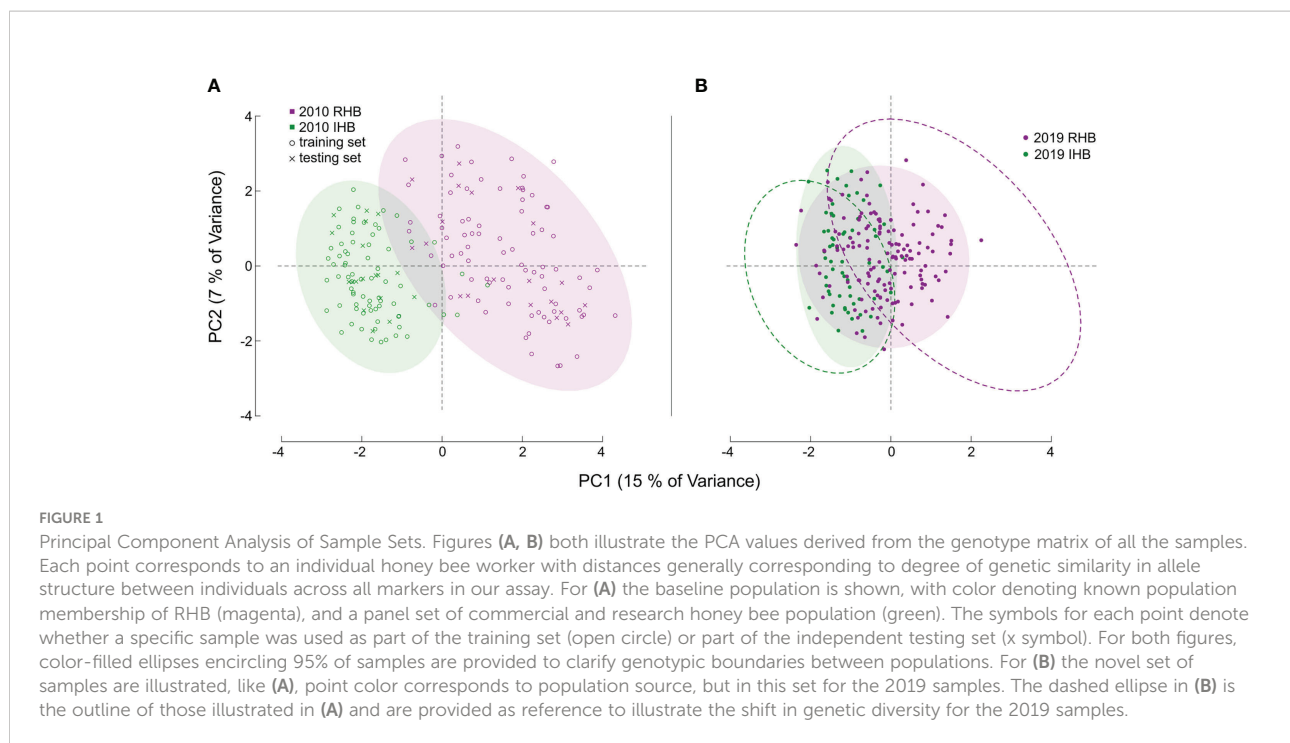 A
B
2010 RHB
2010 IHB
training set
testing set
2019 RHB
2019 IHB
4
2
0
-2
-4
PC2 (7 % of Variance)
-4
-2
0
2
4
-4
-2
0
2
4
PC1 (15 % of Variance)
FIGURE 1
Principal Component Analysis of Sample Sets. Figures (A, B) both illustrate the PCA values derived from the genotype matrix of all the samples.
Each point corresponds to an individual honey bee worker with distances generally corresponding to degree of genetic similarity in allele
structure between individuals across all markers in our assay. For (A) the baseline population is shown, with color denoting known population
membership of RHB (magenta), and a panel set of commercial and research honey bee population (green). The symbols for each point denote
whether a specific sample was used as part of the training set (open circle) or part of the independent testing set (x symbol). For both figures,
color-filled ellipses encircling 95% of samples are provided to clarify genotypic boundaries between populations. For (B) the novel set of
samples are illustrated, like (A), point color corresponds to population source, but in this set for the 2019 samples. The dashed ellipse in (B) is
the outline of those illustrated in (A) and are provided as reference to illustrate the shift in genetic diversity for the 2019 samples.